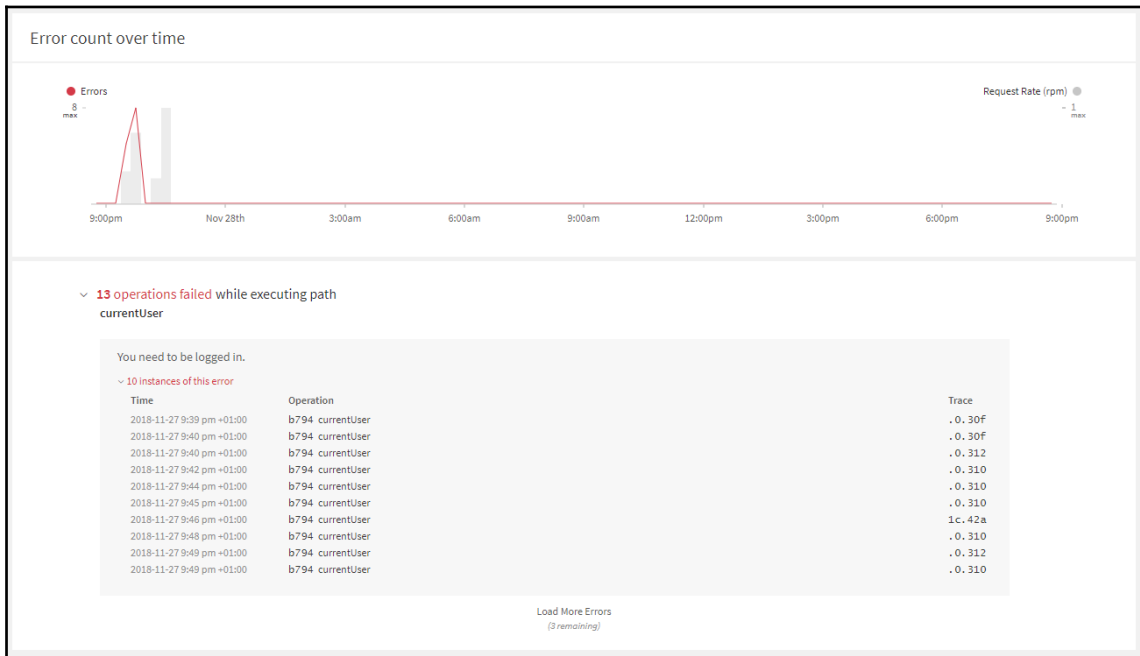 Error count over time
Errors
Request Rate (rpm)
8
max
1
max
9:00pm Nov 28th 3:00am 6:00am 9:00am 12:00pm 3:00pm 6:00pm 9:00pm
13 operations failed while executing path
currentUser
You need to be logged in.
10 instances of this error
Time Operation Trace
2018-11-27 9:39 pm +01:00 b794 currentUser .0.30f
2018-11-27 9:40 pm +01:00 b794 currentUser .0.30f
2018-11-27 9:40 pm +01:00 b794 currentUser .0.312
2018-11-27 9:42 pm +01:00 b794 currentUser .0.310
2018-11-27 9:44 pm +01:00 b794 currentUser .0.310
2018-11-27 9:45 pm +01:00 b794 currentUser .0.310
2018-11-27 9:46 pm +01:00 b794 currentUser 1c.42a
2018-11-27 9:48 pm +01:00 b794 currentUser .0.310
2018-11-27 9:49 pm +01:00 b794 currentUser .0.312
2018-11-27 9:49 pm +01:00 b794 currentUser .0.310
Load More Errors
(3 remaining)